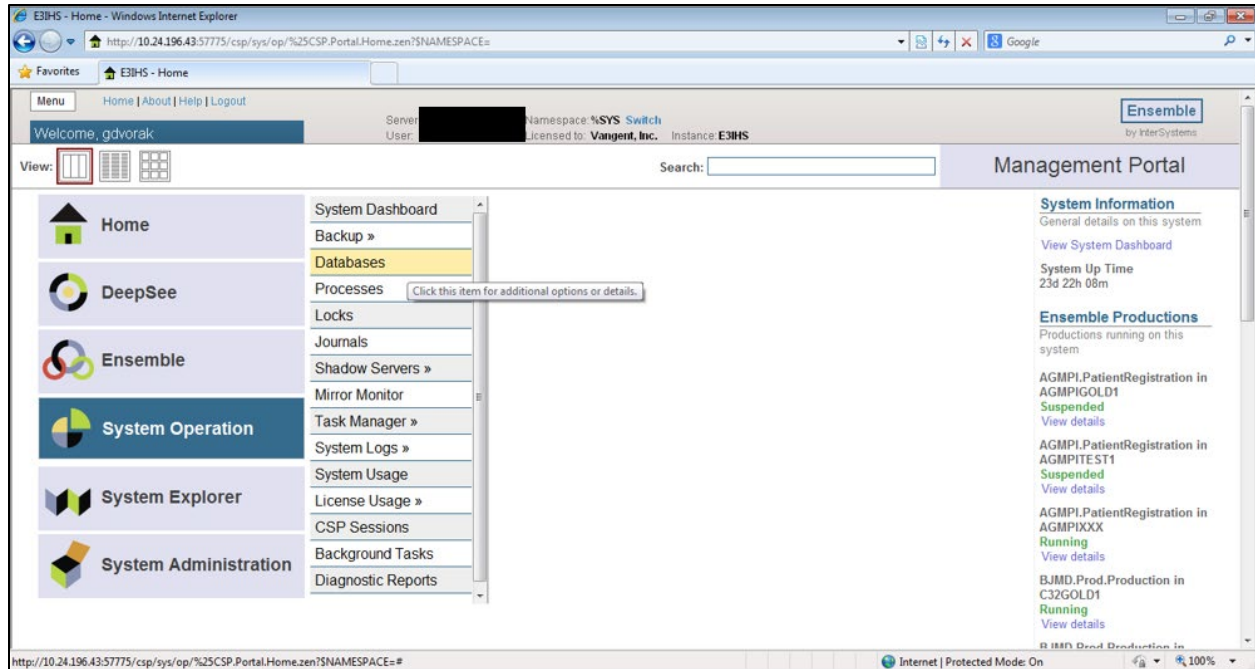 E3IHS - Home - Windows Internet Explorer
http://10.24.196.43:57775/csp/sys/op/%25CSP.Portal.Home.zen?$NAMESPACE=
Google
Favorites
E3IHS - Home
Menu
Home | About | Help | Logout
Server
Namespace: %SYS Switch
Ensemble
Welcome, gdvorak
User:
Licensed to: Vangent, Inc. Instance: E3IHS
by InterSystems
View:
Search:
Management Portal
Home
DeepSee
Ensemble
System Operation
System Explorer
System Administration
System Dashboard
Backup »
Databases
Processes
Click this item for additional options or details.
Locks
Journals
Shadow Servers »
Mirror Monitor
Task Manager »
System Logs »
System Usage
License Usage »
CSP Sessions
Background Tasks
Diagnostic Reports
System Information
General details on this system
View System Dashboard
System Up Time
23d 22h 08m
Ensemble Productions
Productions running on this
system
AGMPI.PatientRegistration in
AGMPIGOLD1
Suspended
View details
AGMPI.PatientRegistration in
AGMPITEST1
Suspended
View details
AGMPI.PatientRegistration in
AGMPIXXX
Running
View details
BJMD.Prod.Production in
C32GOLD1
Running
View details
BJMD.Prod.Production in
http://10.24.196.43:57775/csp/sys/op/%25CSP.Portal.Home.zen?$NAMESPACE=#
Internet | Protected Mode: On
100%